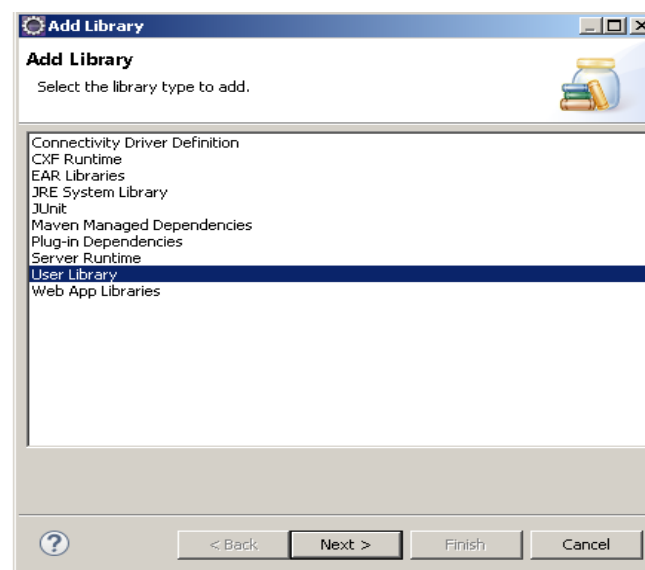 Add Library
Add Library
Select the library type to add.
Connectivity Driver Definition
CXF Runtime
EAR Libraries
JRE System Library
JUnit
Maven Managed Dependencies
Plug-in Dependencies
Server Runtime
User Library
Web App Libraries
? < Back Next > Finish Cancel